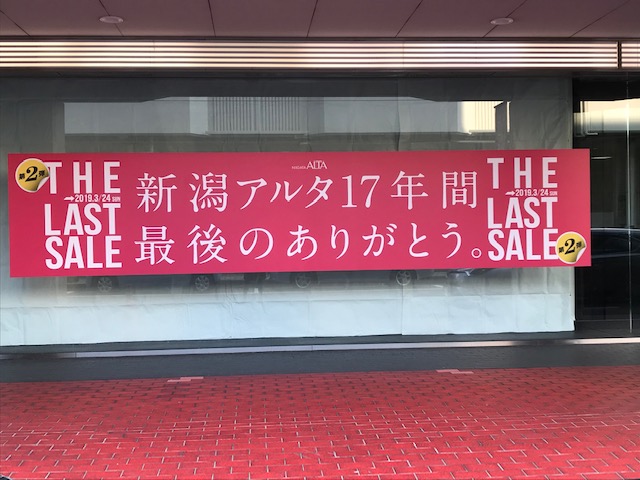 第2弾
THE
→2019.3/24 SUN
LAST
SALE
NIIGATA ALTA
新潟アルタ17年間
最後のありがとう。
THE
→2019.3/24 SUN
LAST
SALE
第2弾